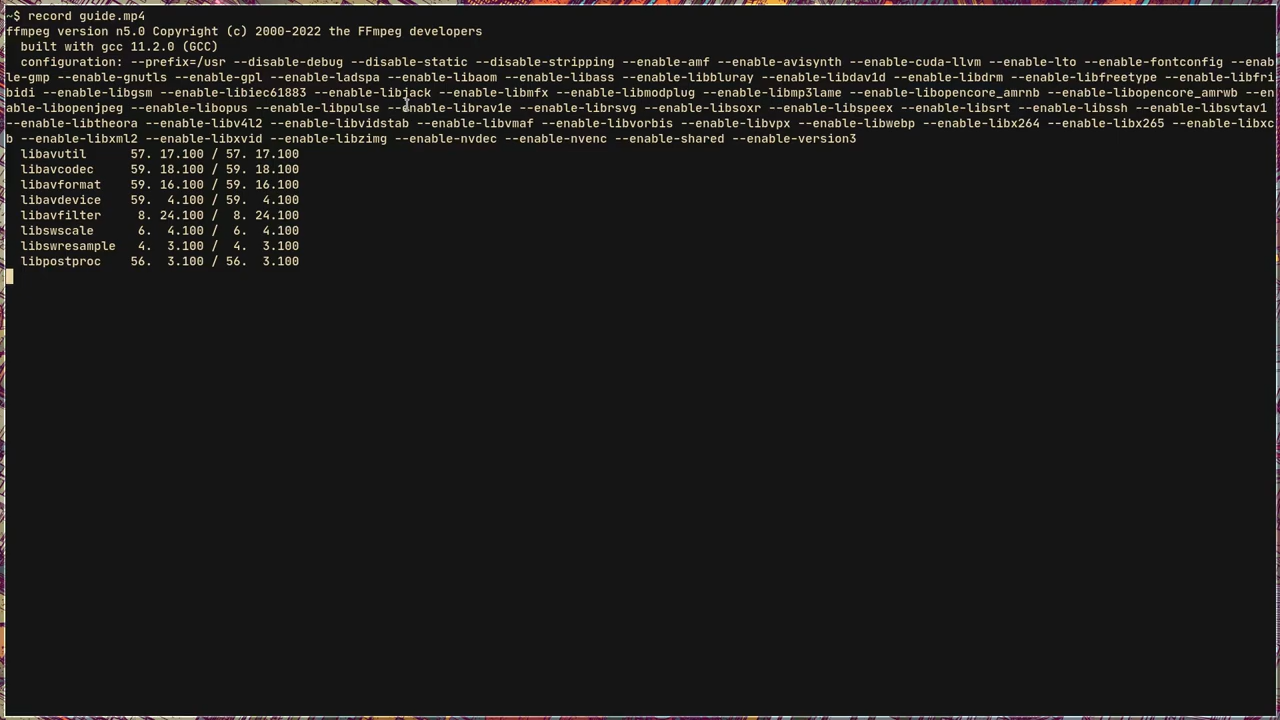 ~$ record guide.mp4
ffmpeg version n5.0 Copyright (c) 2000-2022 the FFmpeg developers
  built with gcc 11.2.0 (GCC)
  configuration: --prefix=/usr --disable-debug --disable-static --disable-stripping --enable-amf --enable-avisynth --enable-cuda-llvm --enable-lto --enable-fontconfig --enab
le-gmp --enable-gnutls --enable-gpl --enable-ladspa --enable-libaom --enable-libass --enable-libbluray --enable-libdav1d --enable-libdrm --enable-libfreetype --enable-libfri
bidi --enable-libgsm --enable-libiec61883 --enable-libjack --enable-libmfx --enable-libmodplug --enable-libmp3lame --enable-libopencore_amrnb --enable-libopencore_amrwb --en
able-libopenjpeg --enable-libopus --enable-libpulse --enable-librav1e --enable-librsvg --enable-libsoxr --enable-libspeex --enable-libsrt --enable-libssh --enable-libsvtav1
--enable-libtheora --enable-libv4l2 --enable-libvidstab --enable-libvmaf --enable-libvorbis --enable-libvpx --enable-libwebp --enable-libx264 --enable-libx265 --enable-libxc
b --enable-libxml2 --enable-libxvid --enable-libzimg --enable-nvdec --enable-nvenc --enable-shared --enable-version3
  libavutil      57. 17.100 / 57. 17.100
  libavcodec     59. 18.100 / 59. 18.100
  libavformat    59. 16.100 / 59. 16.100
  libavdevice    59.  4.100 / 59.  4.100
  libavfilter     8. 24.100 /  8. 24.100
  libswscale      6.  4.100 /  6.  4.100
  libswresample   4.  3.100 /  4.  3.100
  libpostproc    56.  3.100 / 56.  3.100